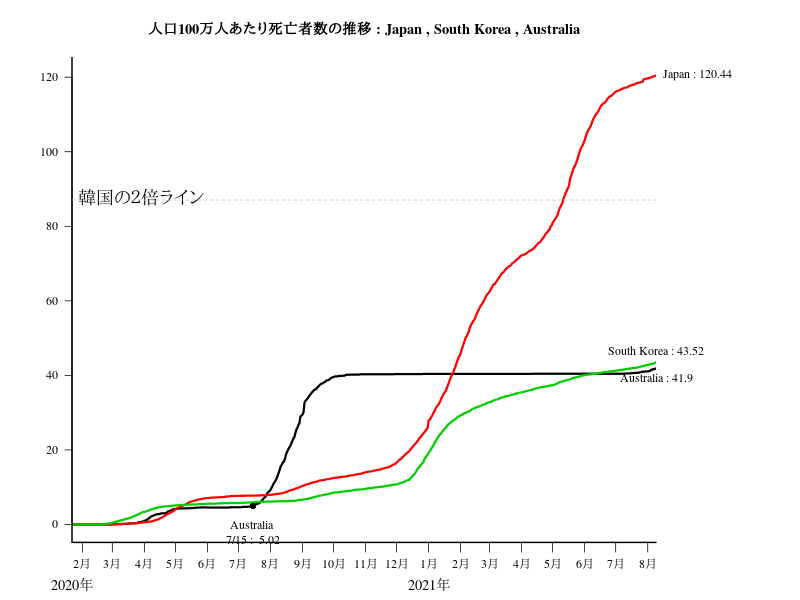 人口100万人あたり死亡者数の推移 : Japan , South Korea , Australia
120
100
80
60
40
20
0
韓国の2倍ライン
Japan : 120.44
South Korea : 43.52
Australia : 41.9
Australia
7/15 : 5.02
2月 3月 4月 5月 6月 7月 8月 9月 10月 11月 12月 1月 2月 3月 4月 5月 6月 7月 8月
2020年 2021年